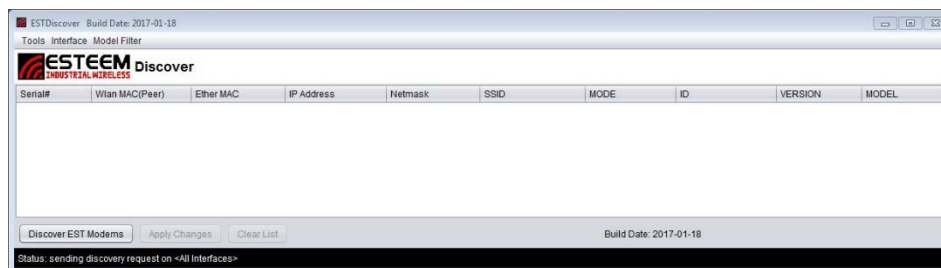 ESTDiscover Build Date: 2017-01-18
Tools Interface Model Filter
ESTEEM Discover
INDUSTRIAL WIRELESS
Serial# Wlan MAC(Peer) Ether MAC IP Address Netmask SSID MODE ID VERSION MODEL
Discover EST Modems Apply Changes Clear List Build Date: 2017-01-18
Status: sending discovery request on <All Interfaces>